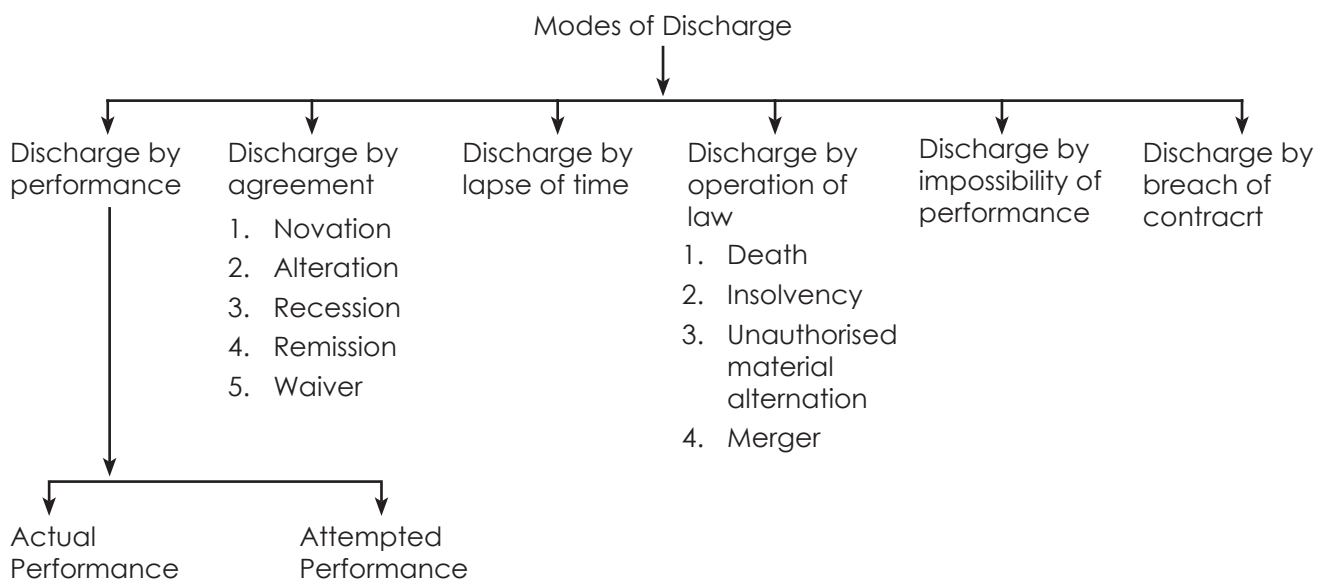 Modes of Discharge
Discharge by
performance
Discharge by
agreement
1. Novation
2. Alteration
3. Recession
4. Remission
5. Waiver
Discharge by
lapse of time
Discharge by
operation of
law
1. Death
2. Insolvency
3. Unauthorised
material
alternation
4. Merger
Discharge by
impossibility of
performance
Discharge by
breach of
contracrt
Actual
Performance
Attempted
Performance